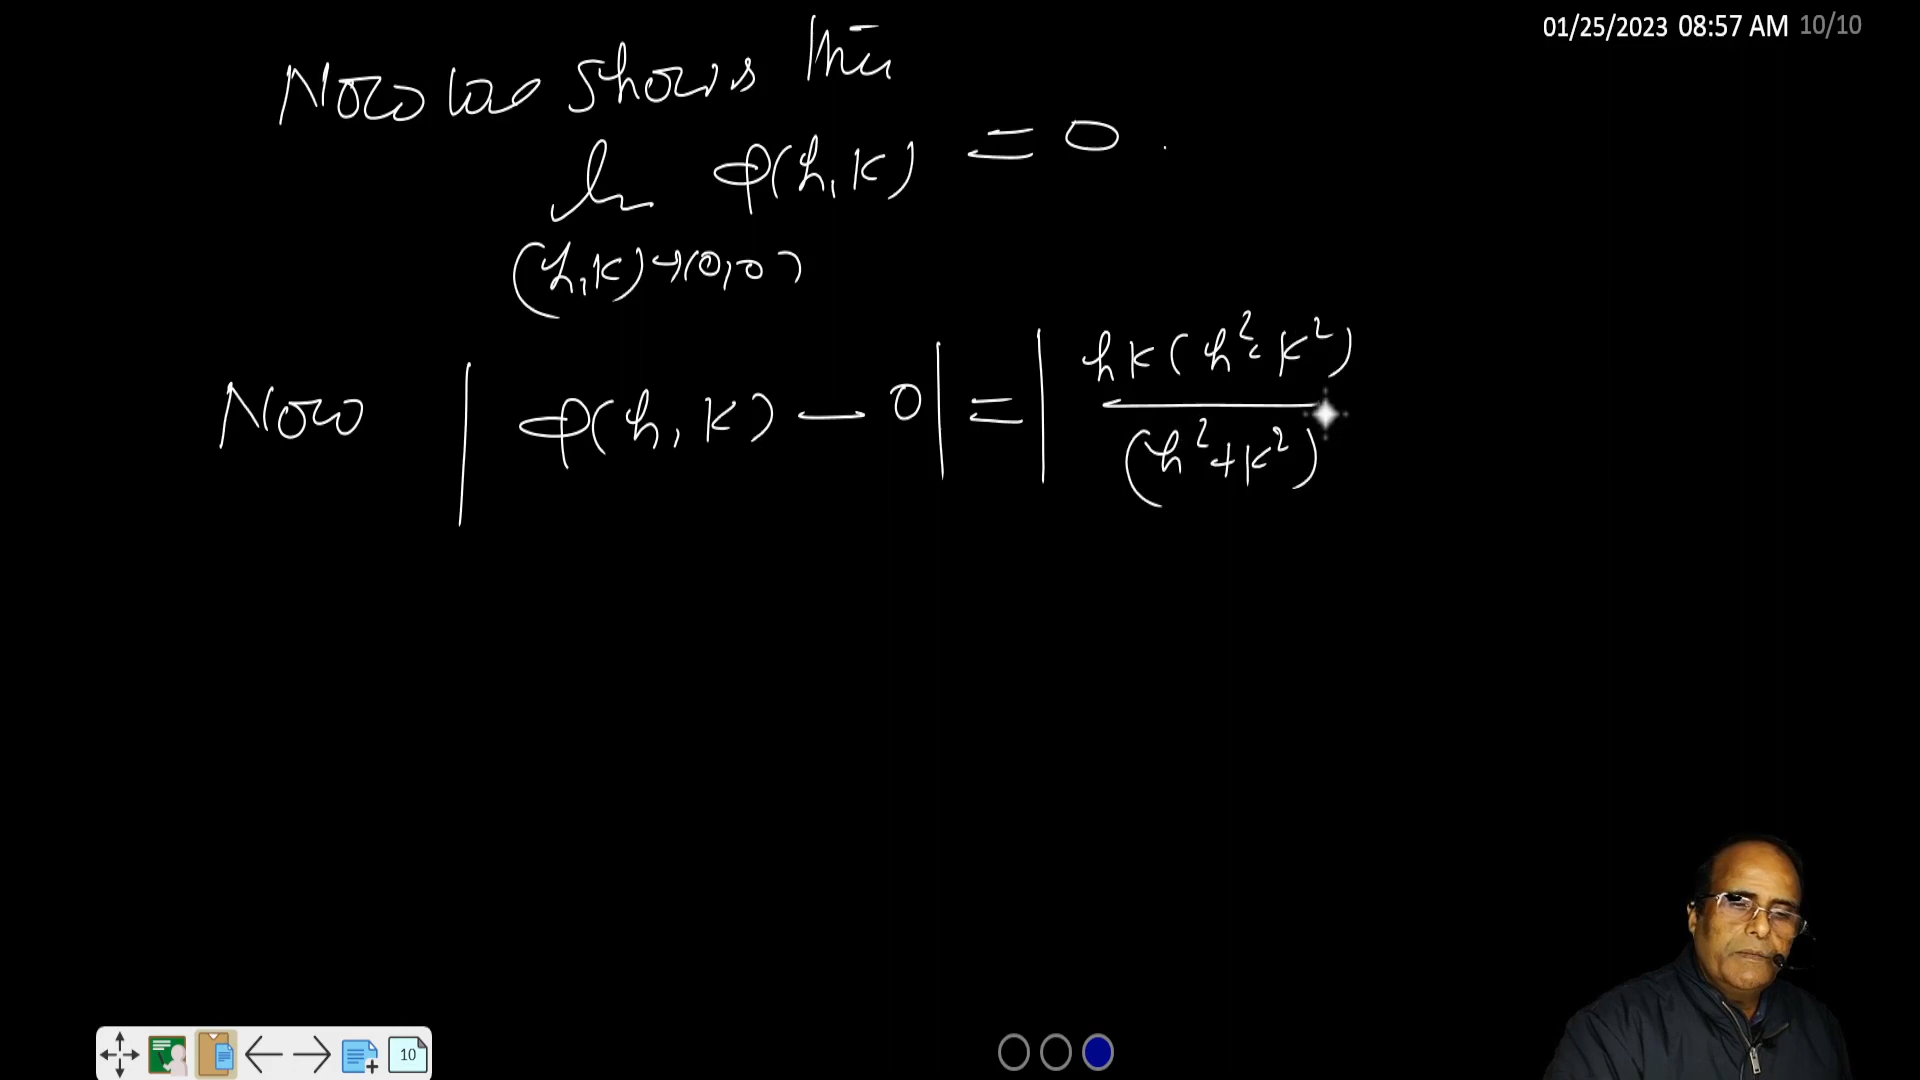 01/25/2023 08:57 AM 10/10
Now we shows this
lim φ(h,k) = 0.
(h,k)→(0,0)
Now | φ(h,k) — 0| = | hk(h²-k²)
(h²+k²)
10